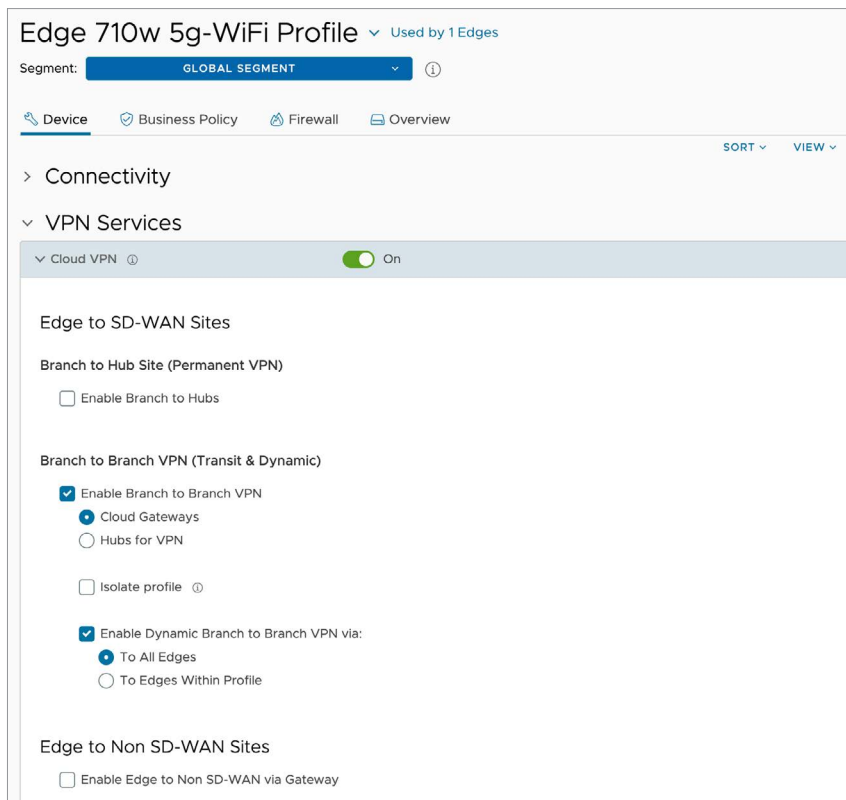 Edge 710w 5g-WiFi Profile Used by 1 Edges
Segment: GLOBAL SEGMENT
Device Business Policy Firewall Overview
SORT VIEW
Connectivity
VPN Services
Cloud VPN On
Edge to SD-WAN Sites
Branch to Hub Site (Permanent VPN)
Enable Branch to Hubs
Branch to Branch VPN (Transit & Dynamic)
Enable Branch to Branch VPN
Cloud Gateways
Hubs for VPN
Isolate profile
Enable Dynamic Branch to Branch VPN via:
To All Edges
To Edges Within Profile
Edge to Non SD-WAN Sites
Enable Edge to Non SD-WAN via Gateway